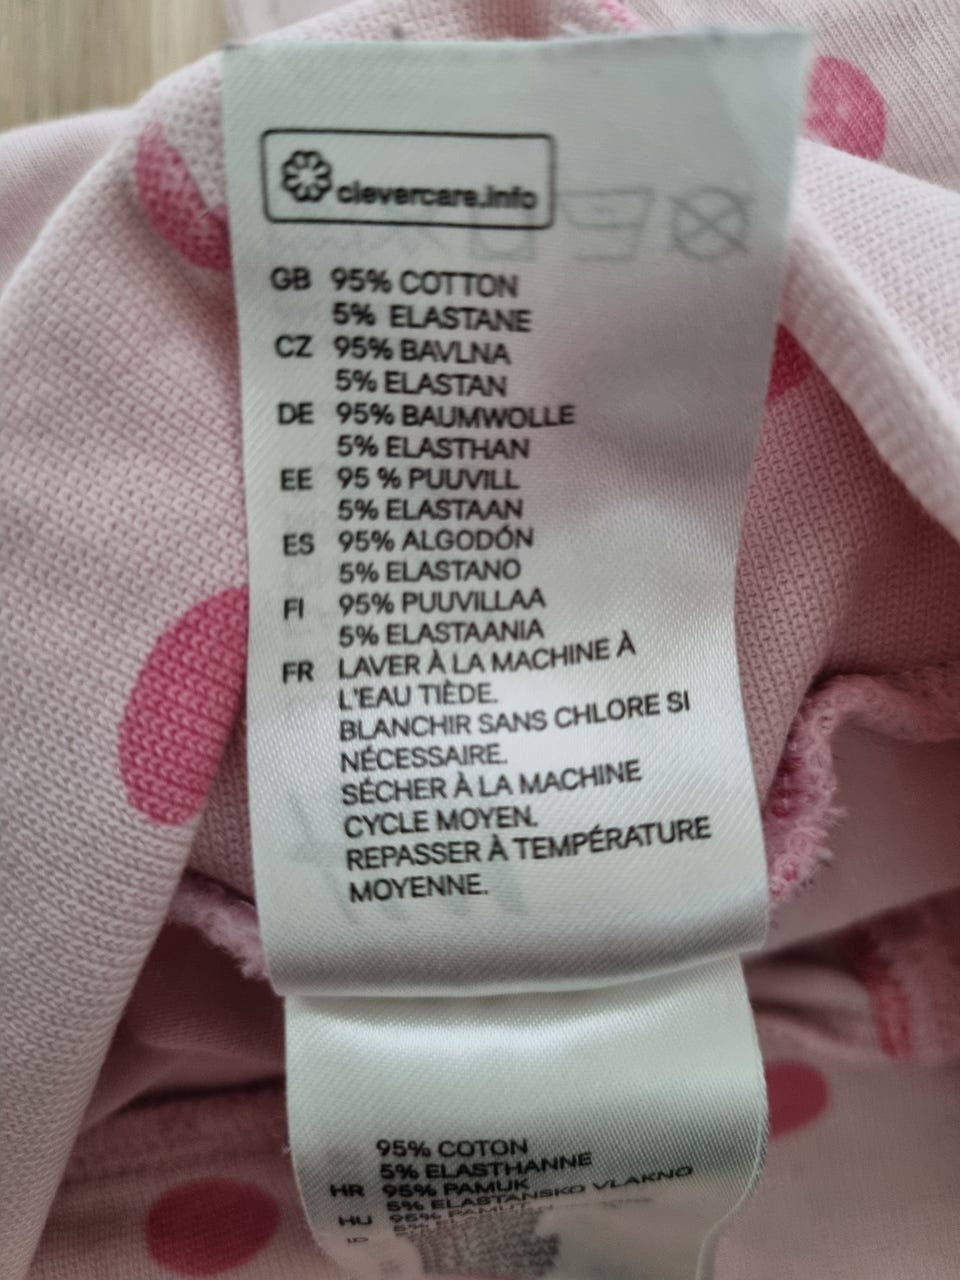 clevercare.info
GB 95% COTTON
5% ELASTANE
CZ 95% BAVLNA
5% ELASTAN
DE 95% BAUMWOLLE
5% ELASTHAN
EE 95 % PUUVILL
5% ELASTAAN
ES 95% ALGODÓN
5% ELASTANO
FI 95% PUUVILLAA
5% ELASTAANIA
FR LAVER À LA MACHINE À
L'EAU TIÈDE.
BLANCHIR SANS CHLORE SI
NÉCESSAIRE.
SÉCHER À LA MACHINE
CYCLE MOYEN.
REPASSER À TEMPÉRATURE
MOYENNE.
95% COTON
5% ELASTHANNE
HR 95% PAMUK
5% ELASTANSKO VLAKNO
HU 95% PAMUT